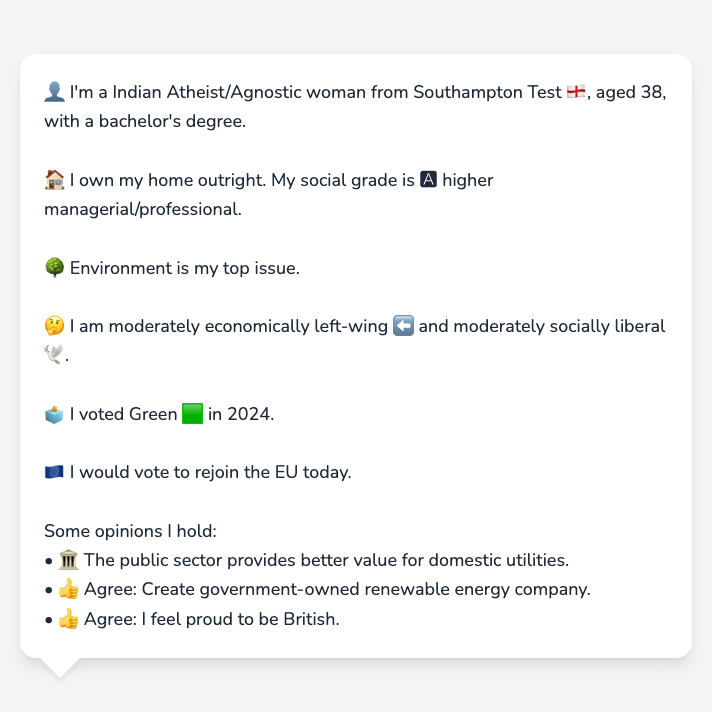 👤 I'm a Indian Atheist/Agnostic woman from Southampton Test 🏴󠁧󠁢󠁥󠁮󠁧󠁿, aged 38,
with a bachelor's degree.
🏠 I own my home outright. My social grade is 🅰 higher
managerial/professional.
🌳 Environment is my top issue.
🤔 I am moderately economically left-wing ⬅️ and moderately socially liberal
🕊️.
🗳️ I voted Green 🟩 in 2024.
🇪🇺 I would vote to rejoin the EU today.
Some opinions I hold:
• 🏛️ The public sector provides better value for domestic utilities.
• 👍 Agree: Create government-owned renewable energy company.
• 👍 Agree: I feel proud to be British.